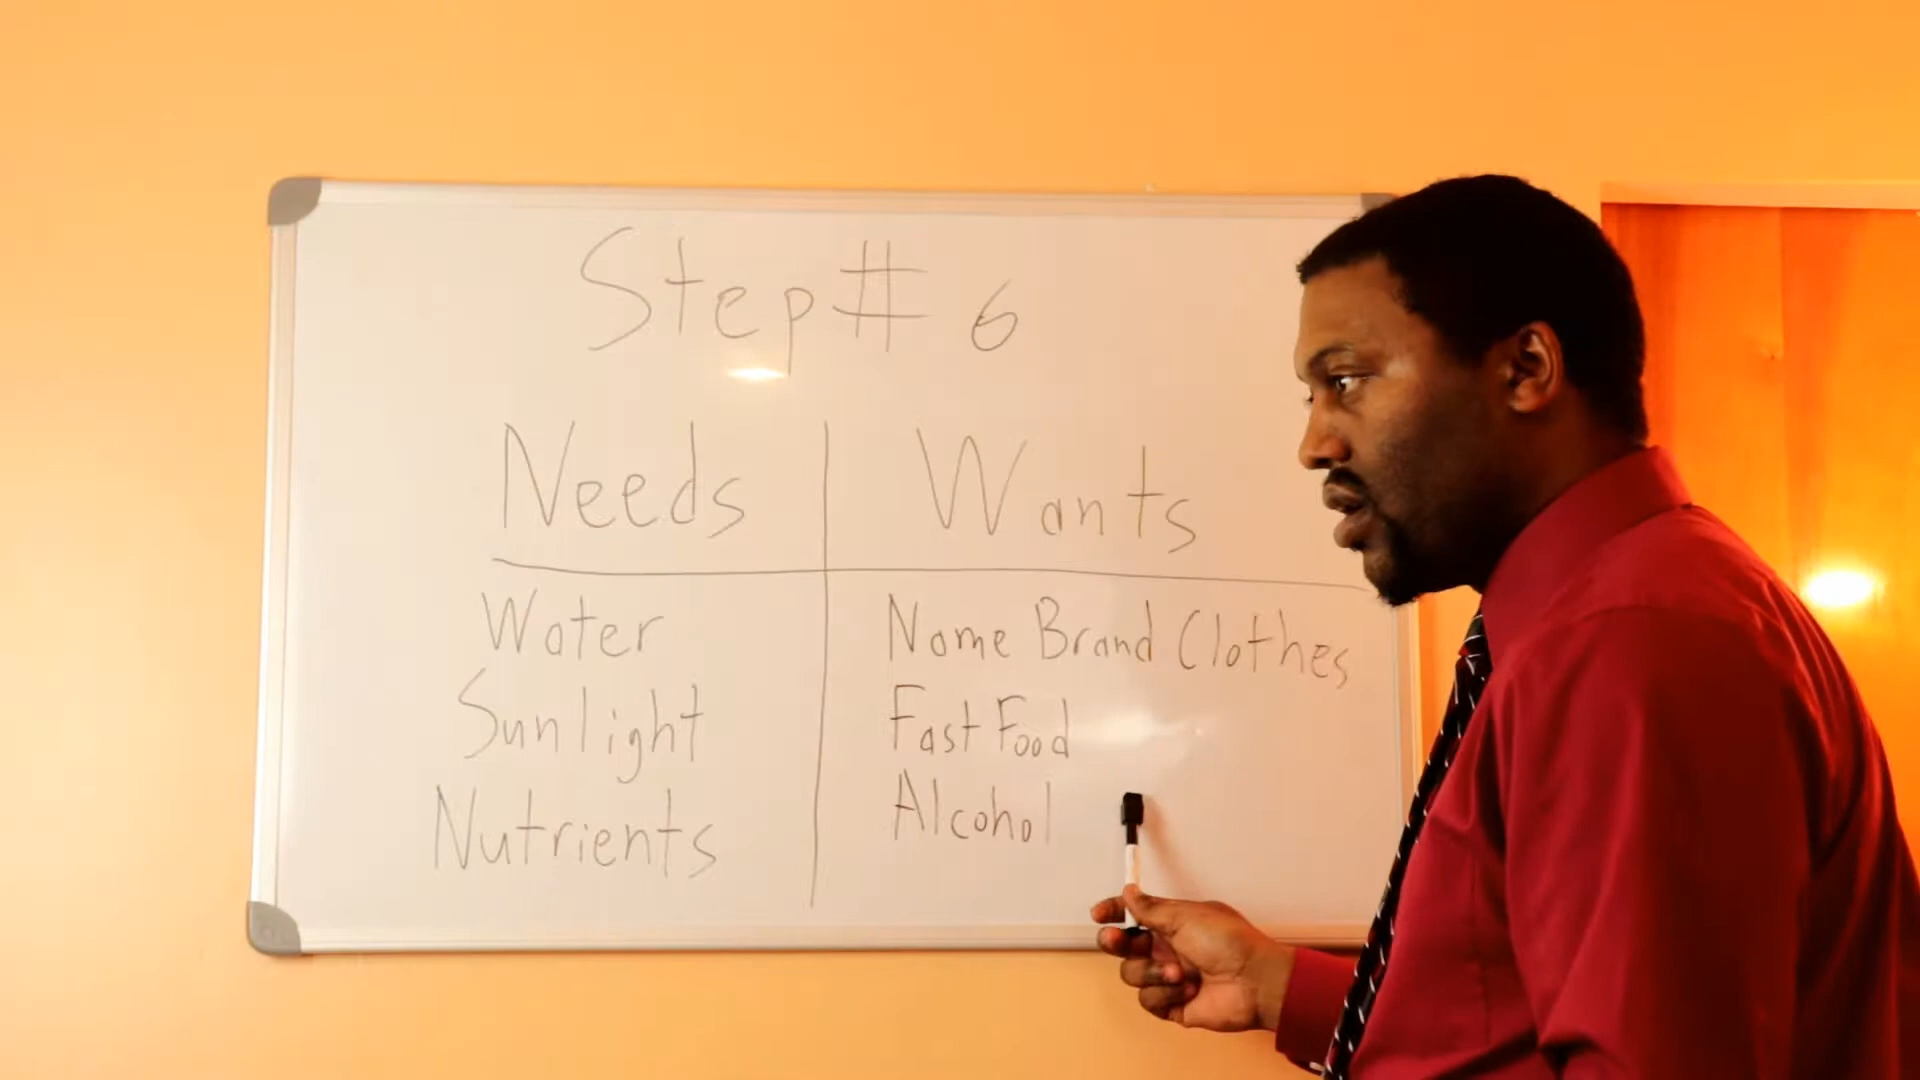 Step# 6
Needs Wants
Water Name Brand Clothes
Sunlight Fast Food
Nutrients Alcohol